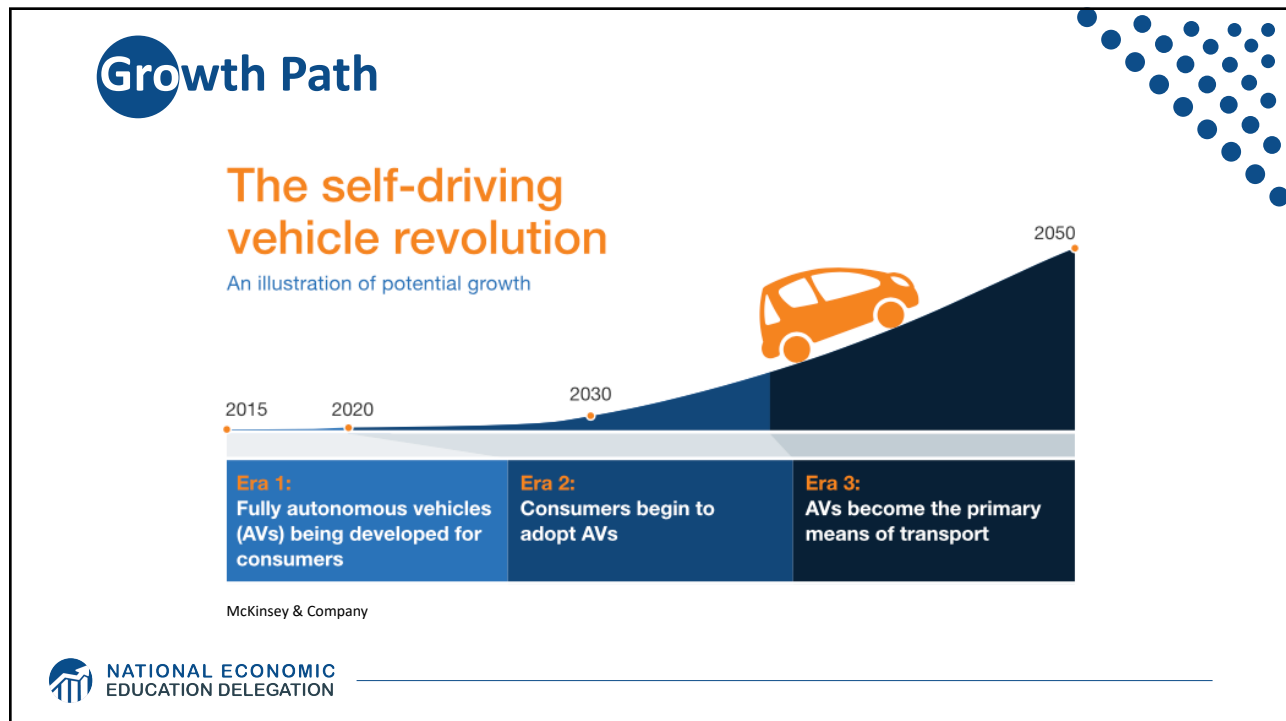 Growth Path
The self-driving
vehicle revolution
An illustration of potential growth
2015
2020
2030
2050
Era 1:
Fully autonomous vehicles
(AVs) being developed for
consumers
Era 2:
Consumers begin to
adopt AVs
Era 3:
AVs become the primary
means of transport
McKinsey & Company
NATIONAL ECONOMIC
EDUCATION DELEGATION